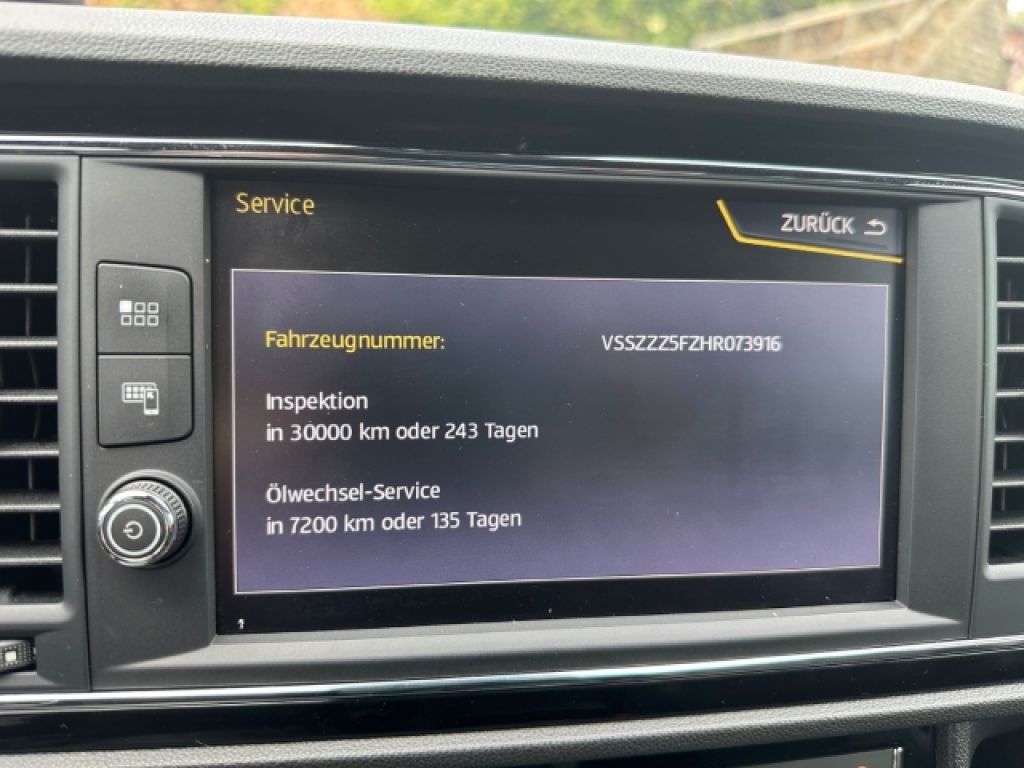 Service
ZURÜCK
Fahrzeugnummer: VSSZZZ5FZHR073916
Inspektion
in 30000 km oder 243 Tagen
Ölwechsel-Service
in 7200 km oder 135 Tagen